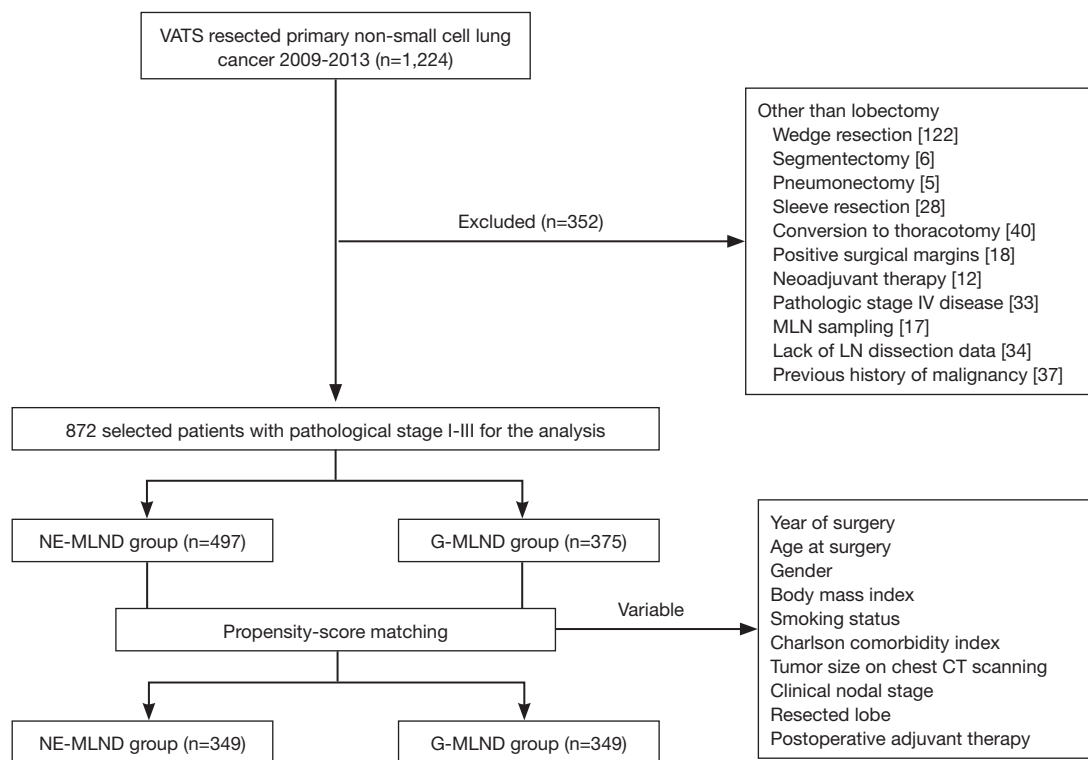 VATS resected primary non-small cell lung
cancer 2009-2013 (n=1,224)
Other than lobectomy
Wedge resection [122]
Segmentectomy [6]
Pneumonectomy [5]
Sleeve resection [28]
Conversion to thoracotomy [40]
Positive surgical margins [18]
Neoadjuvant therapy [12]
Pathologic stage IV disease [33]
MLN sampling [17]
Lack of LN dissection data [34]
Previous history of malignancy [37]
Excluded (n=352)
872 selected patients with pathological stage I-III for the analysis
NE-MLND group (n=497)
G-MLND group (n=375)
Propensity-score matching
Variable
Year of surgery
Age at surgery
Gender
Body mass index
Smoking status
Charlson comorbidity index
Tumor size on chest CT scanning
Clinical nodal stage
Resected lobe
Postoperative adjuvant therapy
NE-MLND group (n=349)
G-MLND group (n=349)